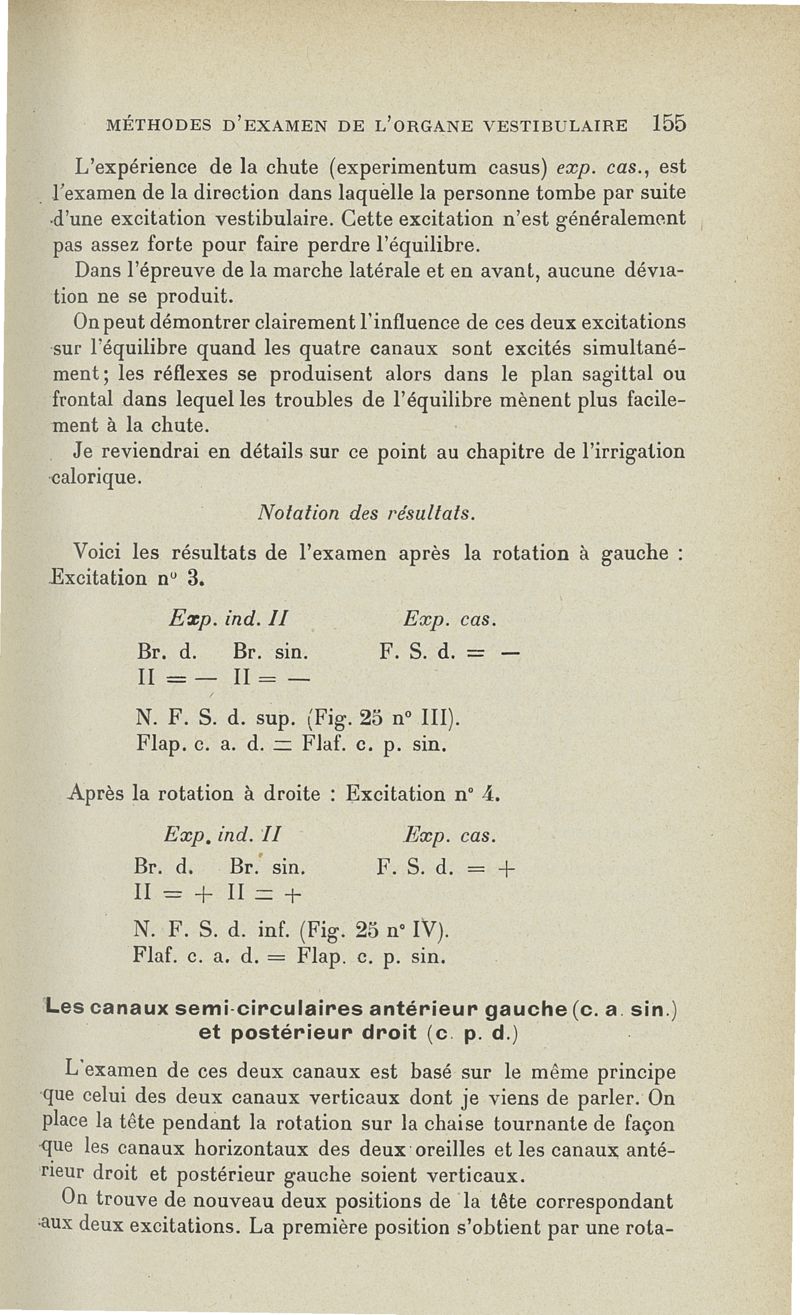 MÉTHODES D'EXAMEN DE L'ORGANE VESTIBULAIRE 155
L'expérience de la chute (experimentum casus) exp. cas., est
l'examen de la direction dans laquelle la personne tombe par suite
d'une excitation vestibulaire. Cette excitation n'est généralement
pas assez forte pour faire perdre l'équilibre.
Dans l'épreuve de la marche latérale et en avant, aucune dévia-
tion ne se produit.
On peut démontrer clairement l'influence de ces deux excitations
sur l'équilibre quand les quatre canaux sont excités simultané-
ment; les réflexes se produisent alors dans le plan sagittal ou
frontal dans lequel les troubles de l'équilibre mènent plus facile-
ment à la chute.
Je reviendrai en détails sur ce point au chapitre de l'irrigation
calorique.
Notation des résultats.
Voici les résultats de l'examen après la rotation à gauche :
Excitation n° 3.
Exp. ind. II Exp. cas.
Br. d. Br. sin. F. S. d. = —
II = — II = —
N. F. S. d. sup. (Fig. 25 n° III).
Flap. c. a. d. = Flaf. c. p. sin.
Après la rotation à droite : Excitation n° 4.
Exp. ind. II Exp. cas.
Br. d. Br. sin. F. S. d. = +
II = + II = +
N. F. S. d. inf. (Fig. 25 n° IV).
Flaf. c. a. d. = Flap. c. p. sin.
Les canaux semi-circulaires antérieur gauche (c. a. sin.)
et postérieur droit (c. p. d.)
L'examen de ces deux canaux est basé sur le même principe
que celui des deux canaux verticaux dont je viens de parler. On
place la tête pendant la rotation sur la chaise tournante de façon
que les canaux horizontaux des deux oreilles et les canaux anté-
rieur droit et postérieur gauche soient verticaux.
On trouve de nouveau deux positions de la tête correspondant
aux deux excitations. La première position s'obtient par une rota-